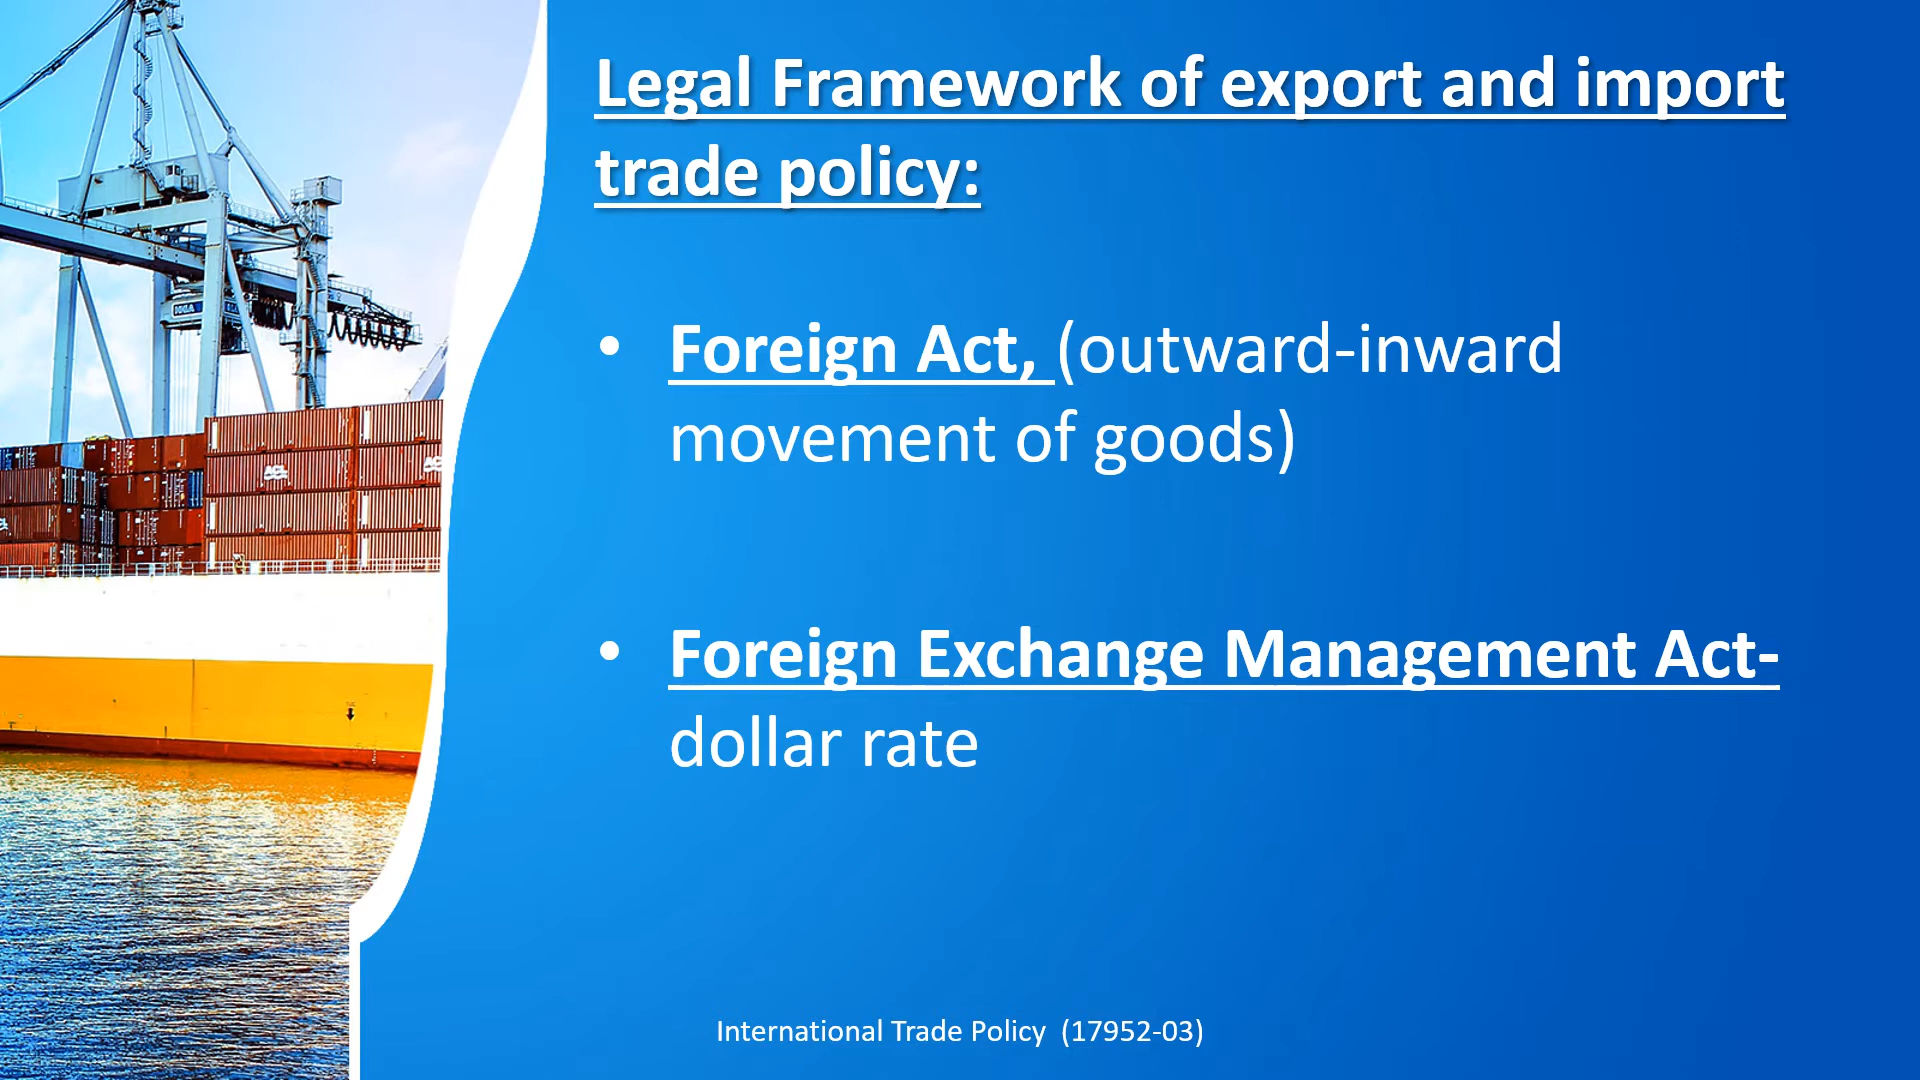 Legal Framework of export and import
trade policy:
• Foreign Act, (outward-inward
movement of goods)
• Foreign Exchange Management Act-
dollar rate
International Trade Policy (17952-03)
ACL